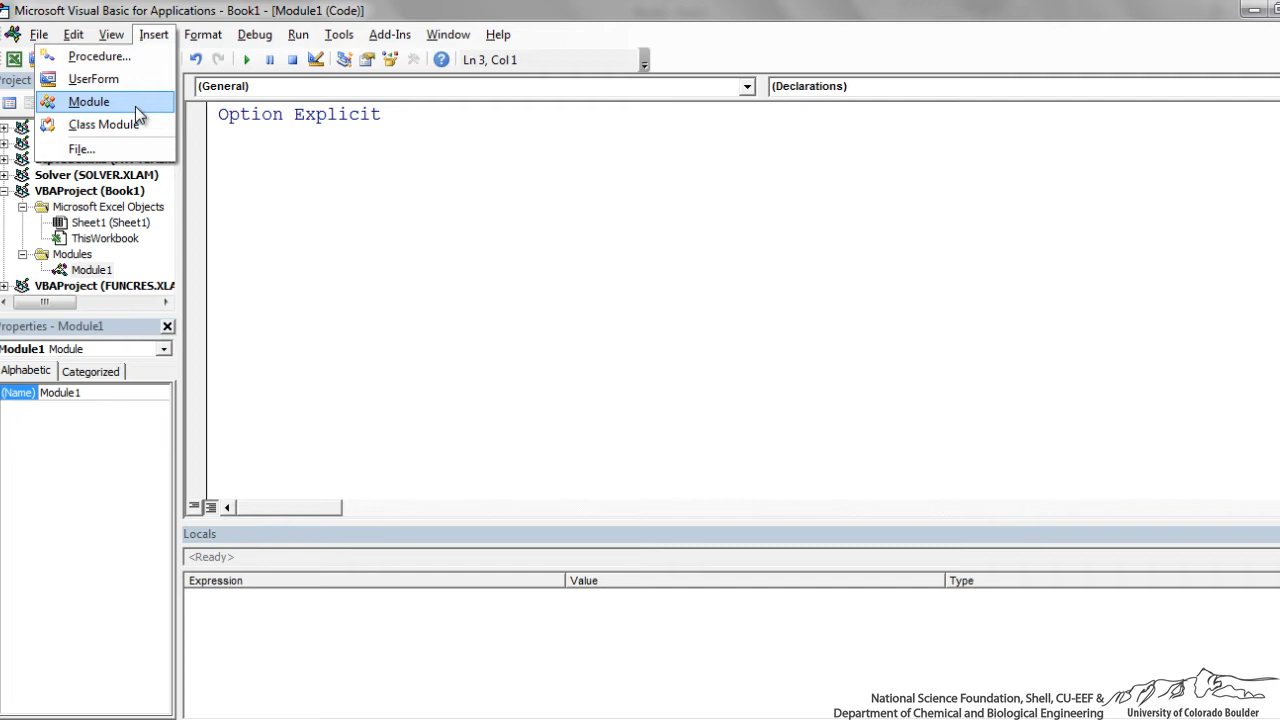 Microsoft Visual Basic for Applications - Book1 - [Module1 (Code)]
File Edit View Insert Format Debug Run Tools Add-Ins Window Help
Procedure...
UserForm
Module
Class Module
File...
Ln 3, Col 1
Project
(General)
(Declarations)
Option Explicit
Solver (SOLVER.XLAM)
VBAProject (Book1)
Microsoft Excel Objects
Sheet1 (Sheet1)
ThisWorkbook
Modules
Module1
VBAProject (FUNCRES.XLA
Properties - Module1
Module1 Module
Alphabetic Categorized
(Name) Module1
Locals
<Ready>
Expression Value Type
National Science Foundation, Shell, CU-EEF &
Department of Chemical and Biological Engineering
University of Colorado Boulder